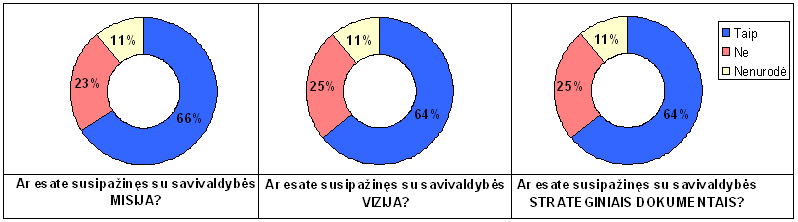 11%
23%
66%
Ar esate susipažinęs su savivaldybės
MISIJA?
11%
25%
64%
Ar esate susipažinęs su savivaldybės
VIZIJA?
11%
25%
64%
Taip
Ne
Nenurodė
Ar esate susipažinęs su savivaldybės
STRATEGINIAIS DOKUMENTAIS?